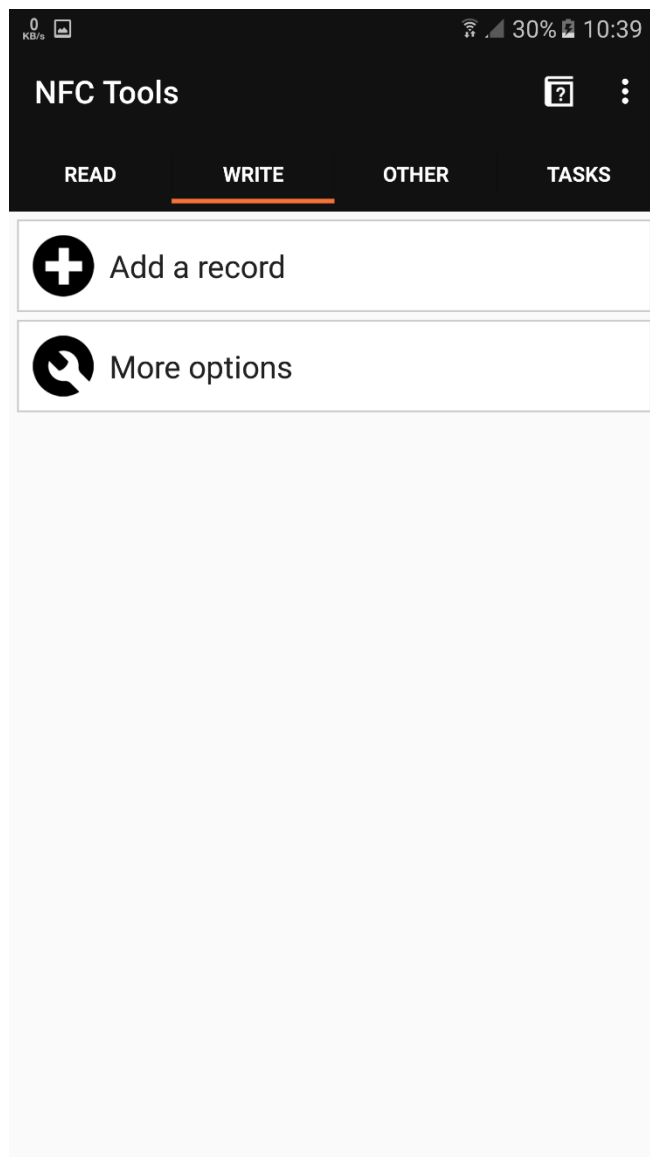 0 30% 10:39
KB/s
NFC Tools ?
READ WRITE OTHER TASKS
Add a record
More options